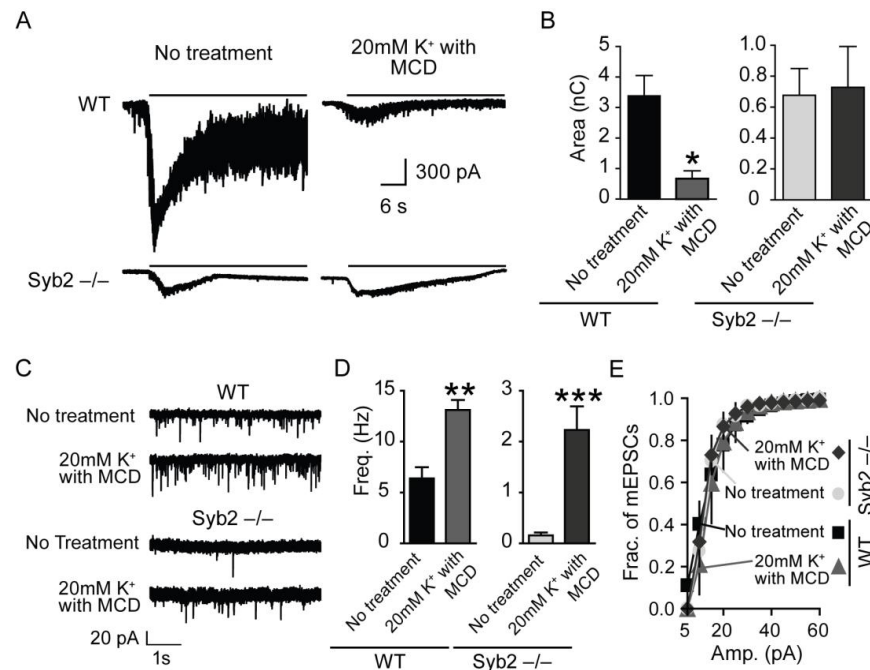 A
No treatment
20mM K⁺ with
MCD
WT
300 pA
6 s
Syb2 –/–
B
Area (nC)
5
4
3
2
1
0
*
No treatment
20mM K⁺ with
MCD
WT
1.0
0.8
0.6
0.4
0.2
0
No treatment
20mM K⁺ with
MCD
Syb2 –/–
C
WT
No treatment
20mM K⁺
with MCD
Syb2 –/–
No Treatment
20mM K⁺
with MCD
20 pA
1s
D
Freq. (Hz)
15
10
5
0
**
No treatment
20mM K⁺ with
MCD
WT
3
2
1
0
***
No treatment
20mM K⁺ with
MCD
Syb2 –/–
E
Frac. of mEPSCs
1.0
0.8
0.6
0.4
0.2
0.0
5
20
40
60
Amp. (pA)
20mM K⁺
with MCD
No treatment
Syb2 –/–
No treatment
20mM K⁺
with MCD
WT